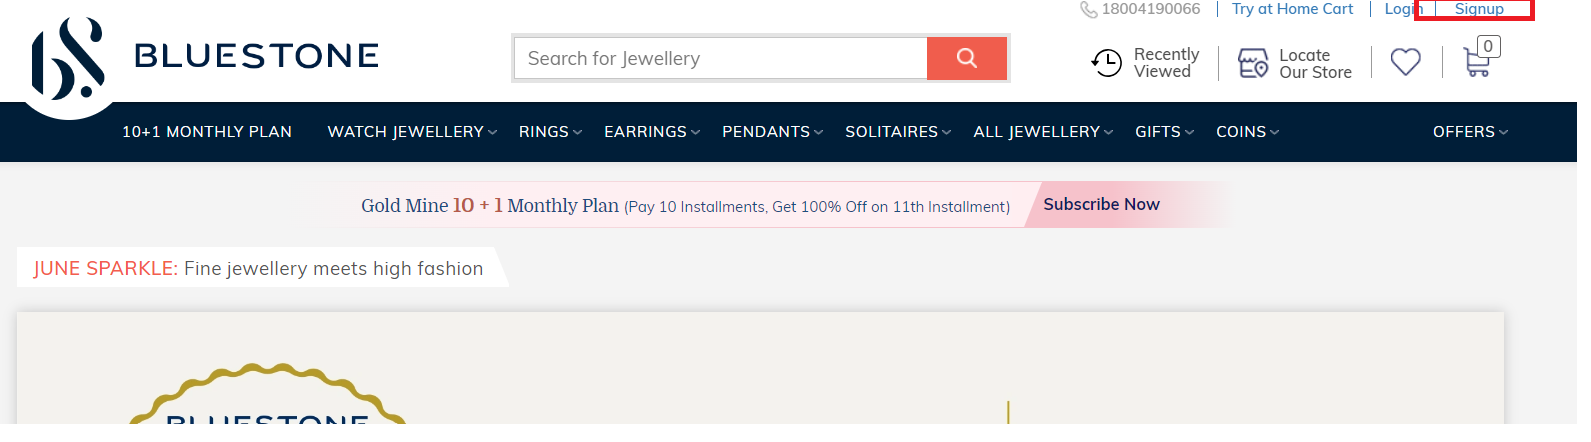 18004190066 Try at Home Cart Login Signup
BLUESTONE
Search for Jewellery
Recently
Viewed
Locate
Our Store
0
10+1 MONTHLY PLAN WATCH JEWELLERY RINGS EARRINGS PENDANTS SOLITAIRES ALL JEWELLERY GIFTS COINS OFFERS
Gold Mine 10 + 1 Monthly Plan (Pay 10 Installments, Get 100% Off on 11th Installment) Subscribe Now
JUNE SPARKLE: Fine jewellery meets high fashion
BLUESTONE